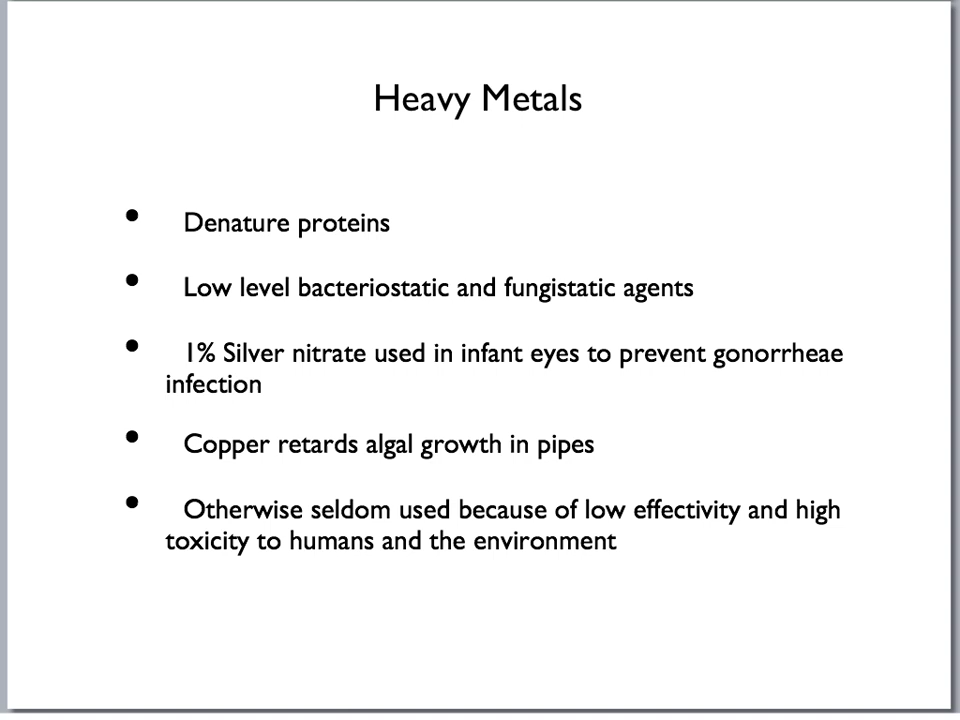 Heavy Metals
• Denature proteins
• Low level bacteriostatic and fungistatic agents
• 1% Silver nitrate used in infant eyes to prevent gonorrheae
infection
• Copper retards algal growth in pipes
• Otherwise seldom used because of low effectivity and high
toxicity to humans and the environment